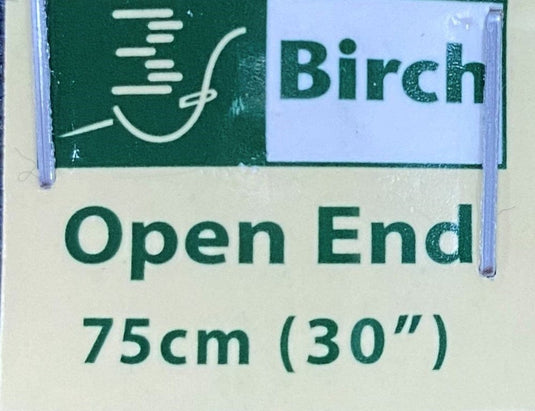 Birch
Open End
75cm (30")